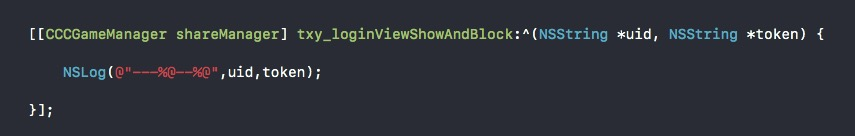 [[CCCGameManager shareManager] txy_loginViewShowAndBlock:^(NSString *uid, NSString *token) {
NSLog(@"---%@--%@",uid,token);
}];